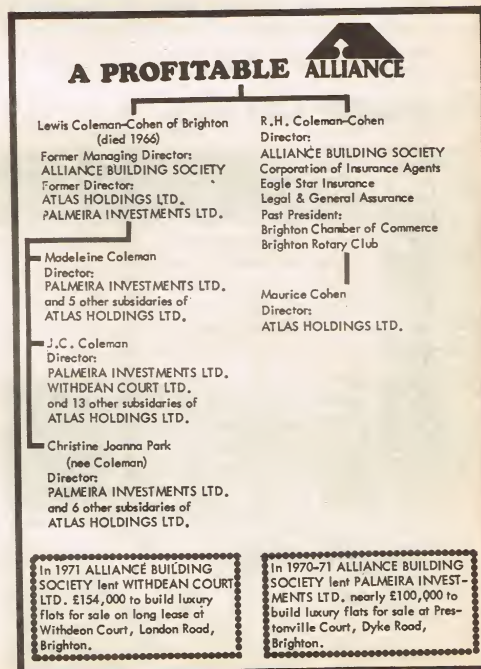 A PROFITABLE ALLIANCE
Lewis Coleman-Cohen of Brighton
(died 1966)
Former Managing Director:
ALLIANCE BUILDING SOCIETY
Former Director:
ATLAS HOLDINGS LTD.
PALMEIRA INVESTMENTS LTD.
Madeleine Coleman
Director:
PALMEIRA INVESTMENTS LTD.
and 5 other subsidaries of
ATLAS HOLDINGS LTD.
J.C. Coleman
Director:
PALMEIRA INVESTMENTS LTD.
WITHDEAN COURT LTD.
and 13 other subsidaries of
ATLAS HOLDINGS LTD.
Christine Joanna Park
(nee Coleman)
Director:
PALMEIRA INVESTMENTS LTD.
and 6 other subsidaries of
ATLAS HOLDINGS LTD.
R.H. Coleman-Cohen
Director:
ALLIANCE BUILDING SOCIETY
Corporation of Insurance Agents
Eagle Star Insurance
Legal & General Assurance
Past President:
Brighton Chamber of Commerce
Brighton Rotary Club
Maurice Cohen
Director:
ATLAS HOLDINGS LTD.
In 1971 ALLIANCE BUILDING
SOCIETY lent WITHDEAN COURT
LTD. £154,000 to build luxury
flats for sale on long lease at
Withdean Court, London Road,
Brighton.
In 1970-71 ALLIANCE BUILDING
SOCIETY lent PALMEIRA INVEST-
MENTS LTD. nearly £100,000 to
build luxury flats for sale at Pres-
tonville Court, Dyke Road,
Brighton.